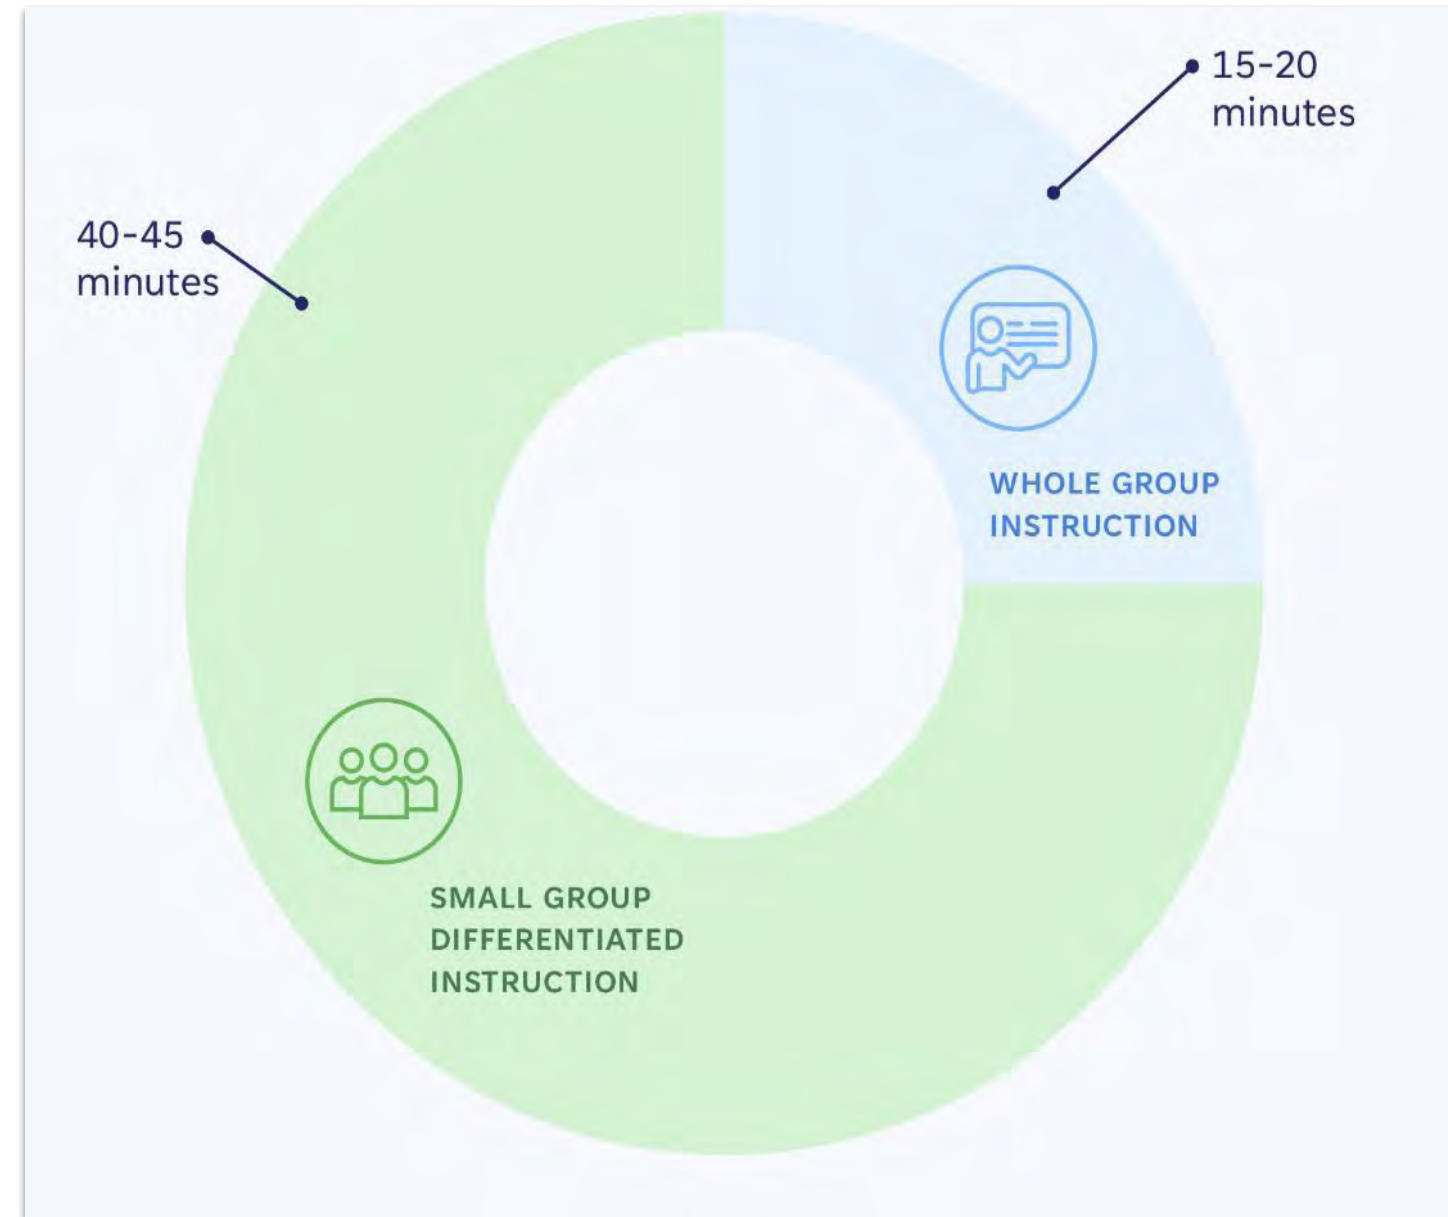 15-20
minutes
40-45
minutes
WHOLE GROUP
INSTRUCTION
SMALL GROUP
DIFFERENTIATED
INSTRUCTION